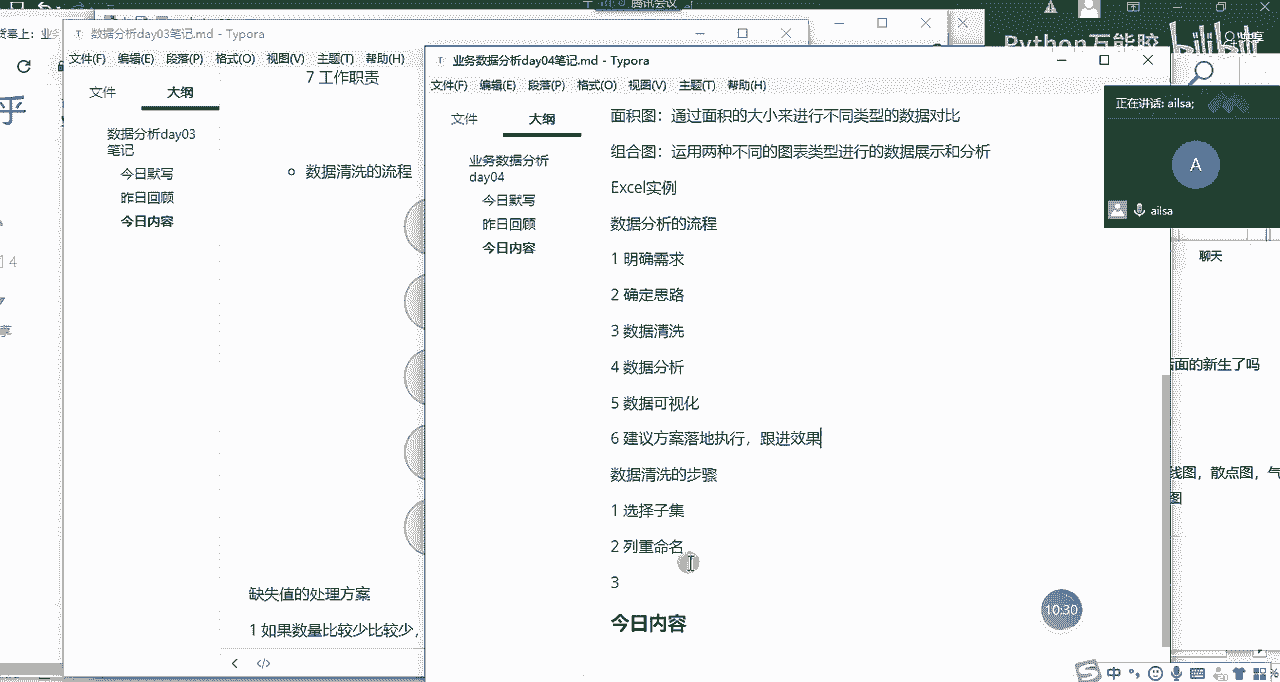 腾讯会议
Python万能胶
bilibili
数据分析day03笔记.md - Typora
文件(F) 编辑(E) 段落(P) 格式(O) 视图(V) 主题(T) 帮助(H)
文件 大纲
数据分析day03
笔记
今日默写
昨日回顾
今日内容
7 工作职责
数据清洗的流程
缺失值的处理方案
1 如果数量比较少比较少，
业务数据分析day04笔记.md - Typora
文件(F) 编辑(E) 段落(P) 格式(O) 视图(V) 主题(T) 帮助(H)
文件 大纲
业务数据分析
day04
今日默写
昨日回顾
今日内容
面积图：通过面积的大小来进行不同类型的数据对比
组合图：运用两种不同的图表类型进行的数据展示和分析
Excel实例
数据分析的流程
1 明确需求
2 确定思路
3 数据清洗
4 数据分析
5 数据可视化
6 建议方案落地执行，跟进效果
数据清洗的步骤
1 选择子集
2 列重命名
3
今日内容
正在讲话: ailsa;
A
ailsa
聊天
面的新生了吗
线图，散点图，气
图
10:30
中